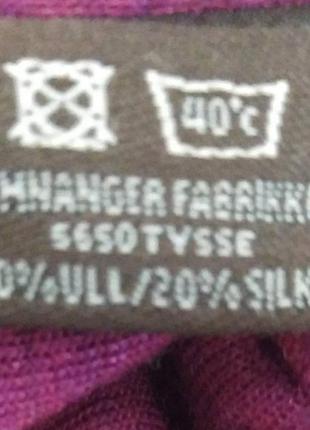 40°C
MNANGER FABRIKK
5650 TYSSE
0%ULL/20%SILK